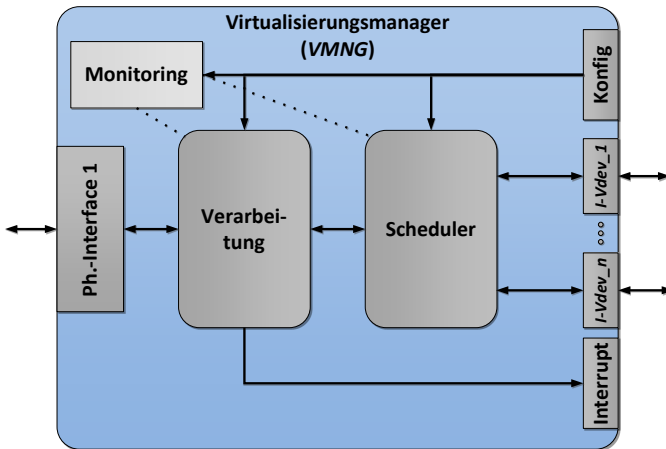 Virtualisierungsmanager
(VMNG)
Monitoring
Konfig
Ph.-Interface 1
Verarbei-
tung
Scheduler
I-Vdev_1
I-Vdev_n
Interrupt